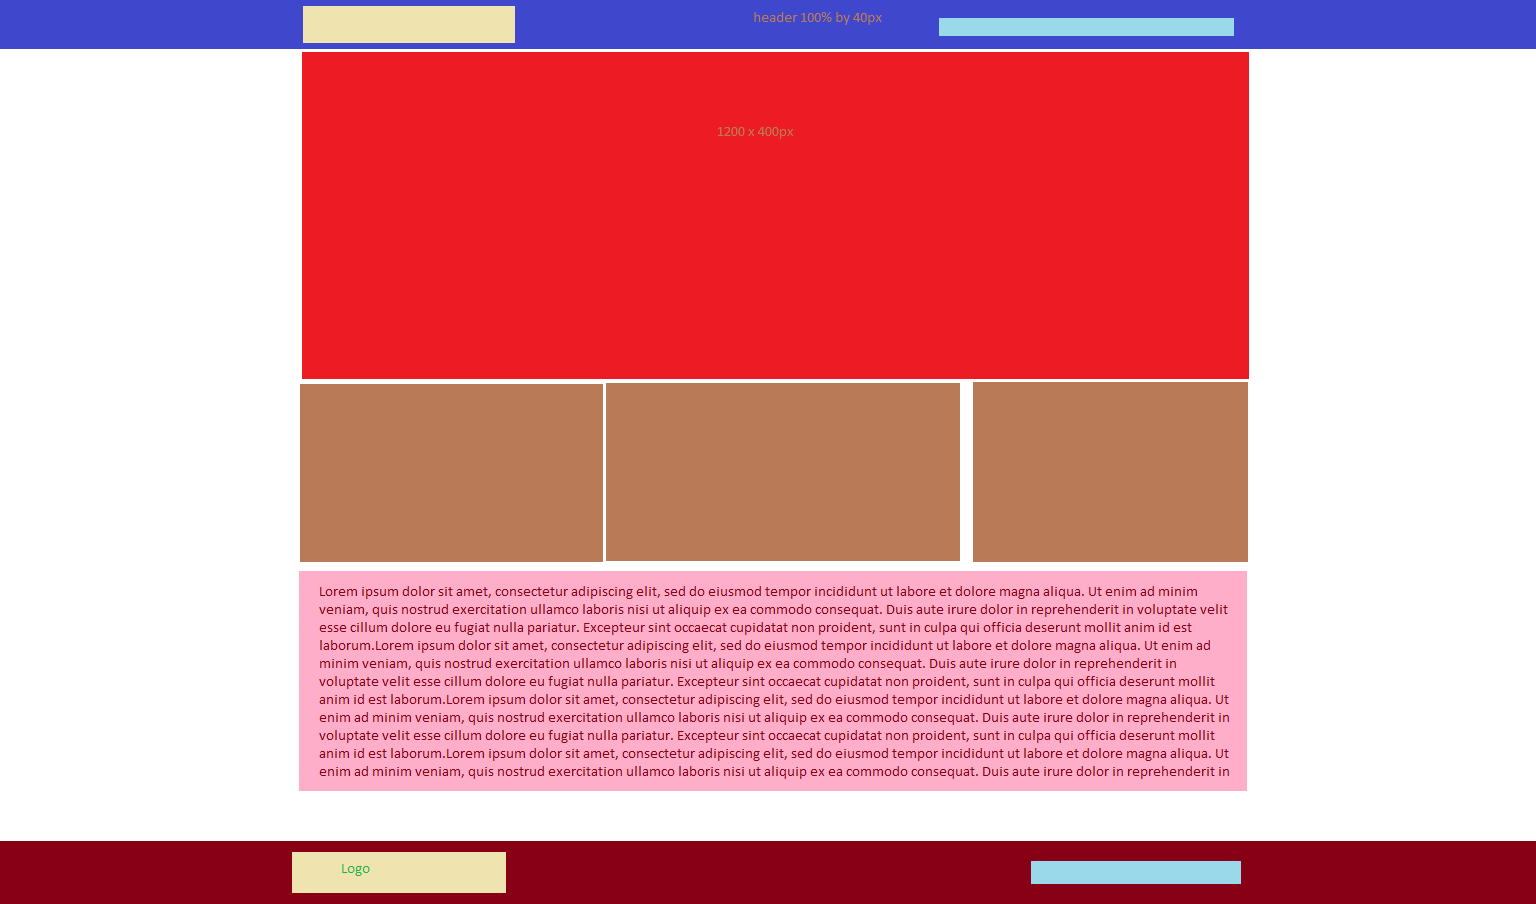 header 100% by 40px
1200 x 400px
Lorem ipsum dolor sit amet, consectetur adipiscing elit, sed do eiusmod tempor incididunt ut labore et dolore magna aliqua. Ut enim ad minim
veniam, quis nostrud exercitation ullamco laboris nisi ut aliquip ex ea commodo consequat. Duis aute irure dolor in reprehenderit in voluptate velit
esse cillum dolore eu fugiat nulla pariatur. Excepteur sint occaecat cupidatat non proident, sunt in culpa qui officia deserunt mollit anim id est
laborum.Lorem ipsum dolor sit amet, consectetur adipiscing elit, sed do eiusmod tempor incididunt ut labore et dolore magna aliqua. Ut enim ad
minim veniam, quis nostrud exercitation ullamco laboris nisi ut aliquip ex ea commodo consequat. Duis aute irure dolor in reprehenderit in
voluptate velit esse cillum dolore eu fugiat nulla pariatur. Excepteur sint occaecat cupidatat non proident, sunt in culpa qui officia deserunt mollit
anim id est laborum.Lorem ipsum dolor sit amet, consectetur adipiscing elit, sed do eiusmod tempor incididunt ut labore et dolore magna aliqua. Ut
enim ad minim veniam, quis nostrud exercitation ullamco laboris nisi ut aliquip ex ea commodo consequat. Duis aute irure dolor in reprehenderit in
voluptate velit esse cillum dolore eu fugiat nulla pariatur. Excepteur sint occaecat cupidatat non proident, sunt in culpa qui officia deserunt mollit
anim id est laborum.Lorem ipsum dolor sit amet, consectetur adipiscing elit, sed do eiusmod tempor incididunt ut labore et dolore magna aliqua. Ut
enim ad minim veniam, quis nostrud exercitation ullamco laboris nisi ut aliquip ex ea commodo consequat. Duis aute irure dolor in reprehenderit in
Logo